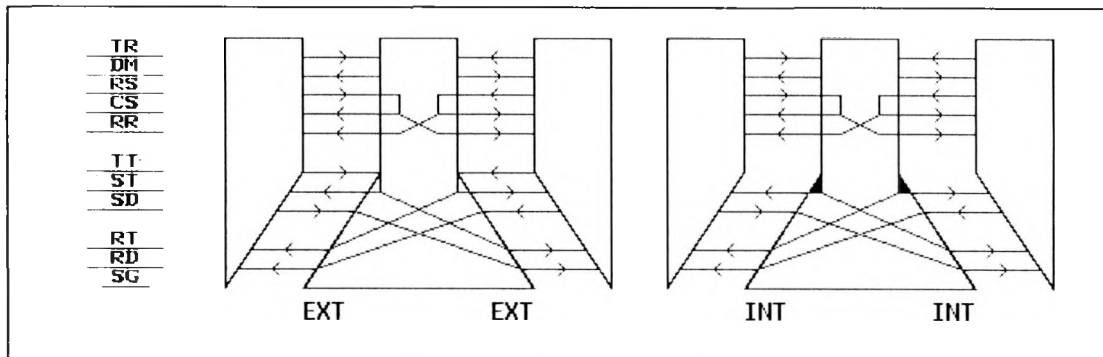 TR
DM
RS
CS
RR
TT
ST
SD
RT
RD
SG
EXT EXT INT INT